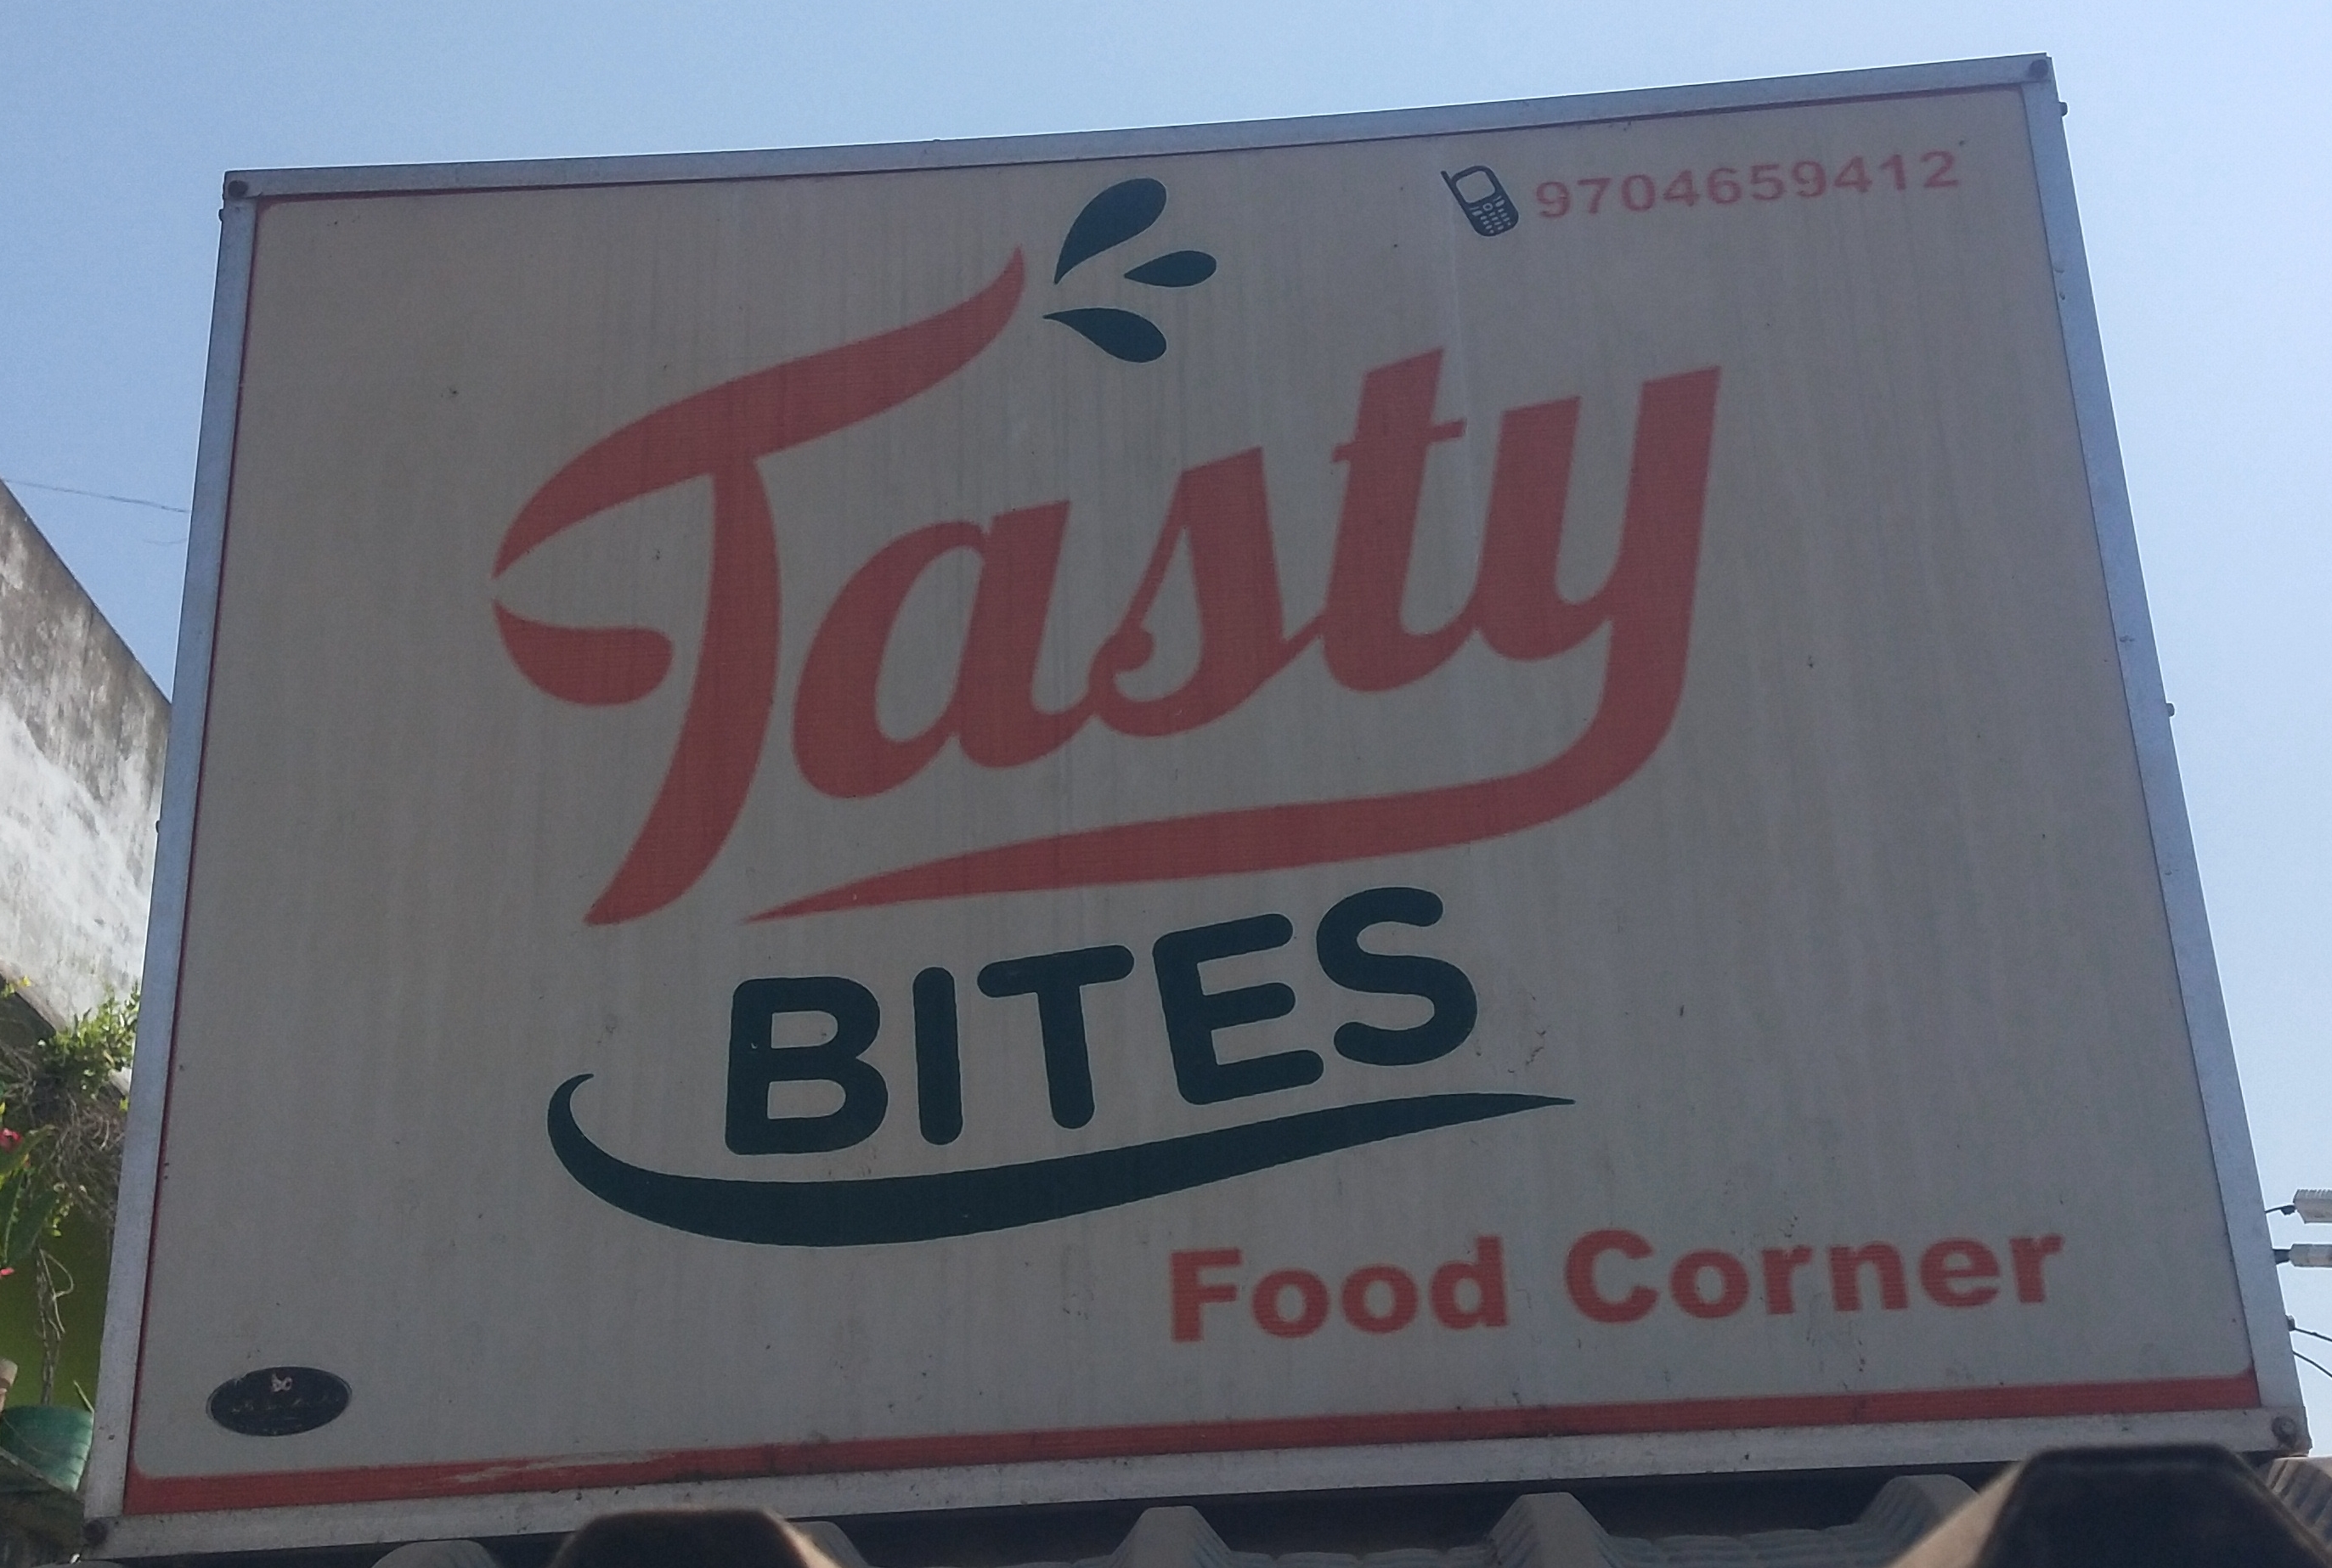 9704659412
Tasty
BITES
Food Corner